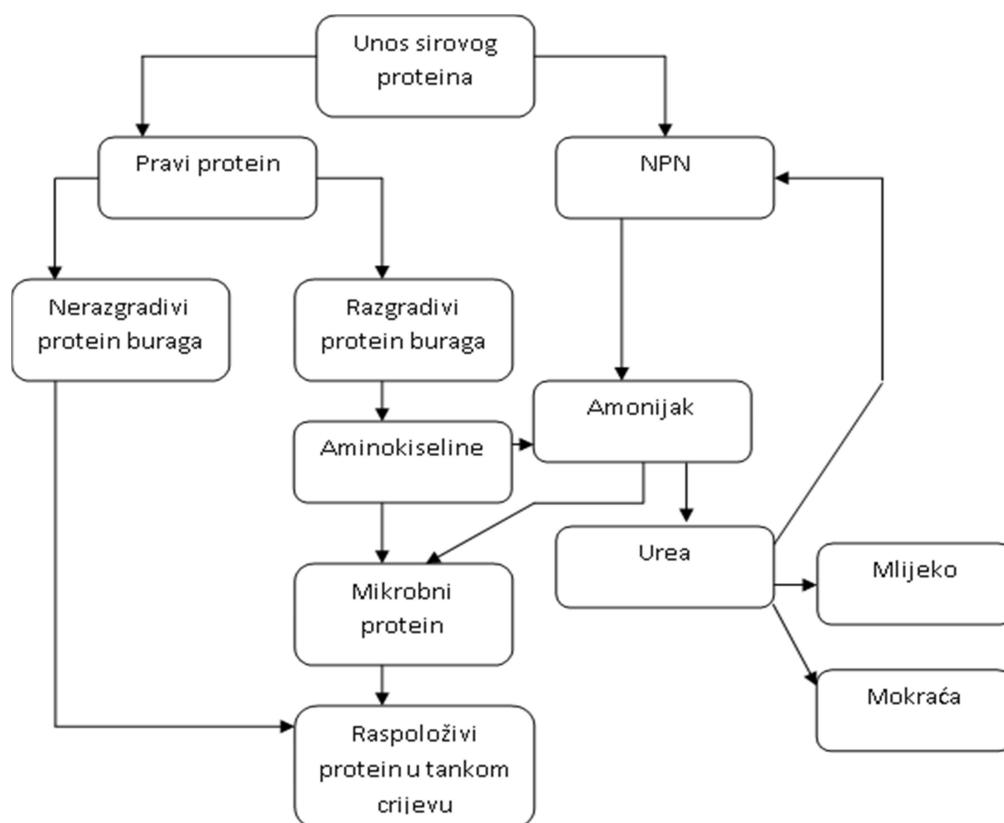 Unos sirovog
proteina
Pravi protein
NPN
Nerazgradivi
protein buraga
Razgradivi
protein buraga
Amonijak
Aminokiseline
Urea
Mlijeko
Mikrobni
protein
Mokraća
Raspoloživi
protein u tankom
crijevu